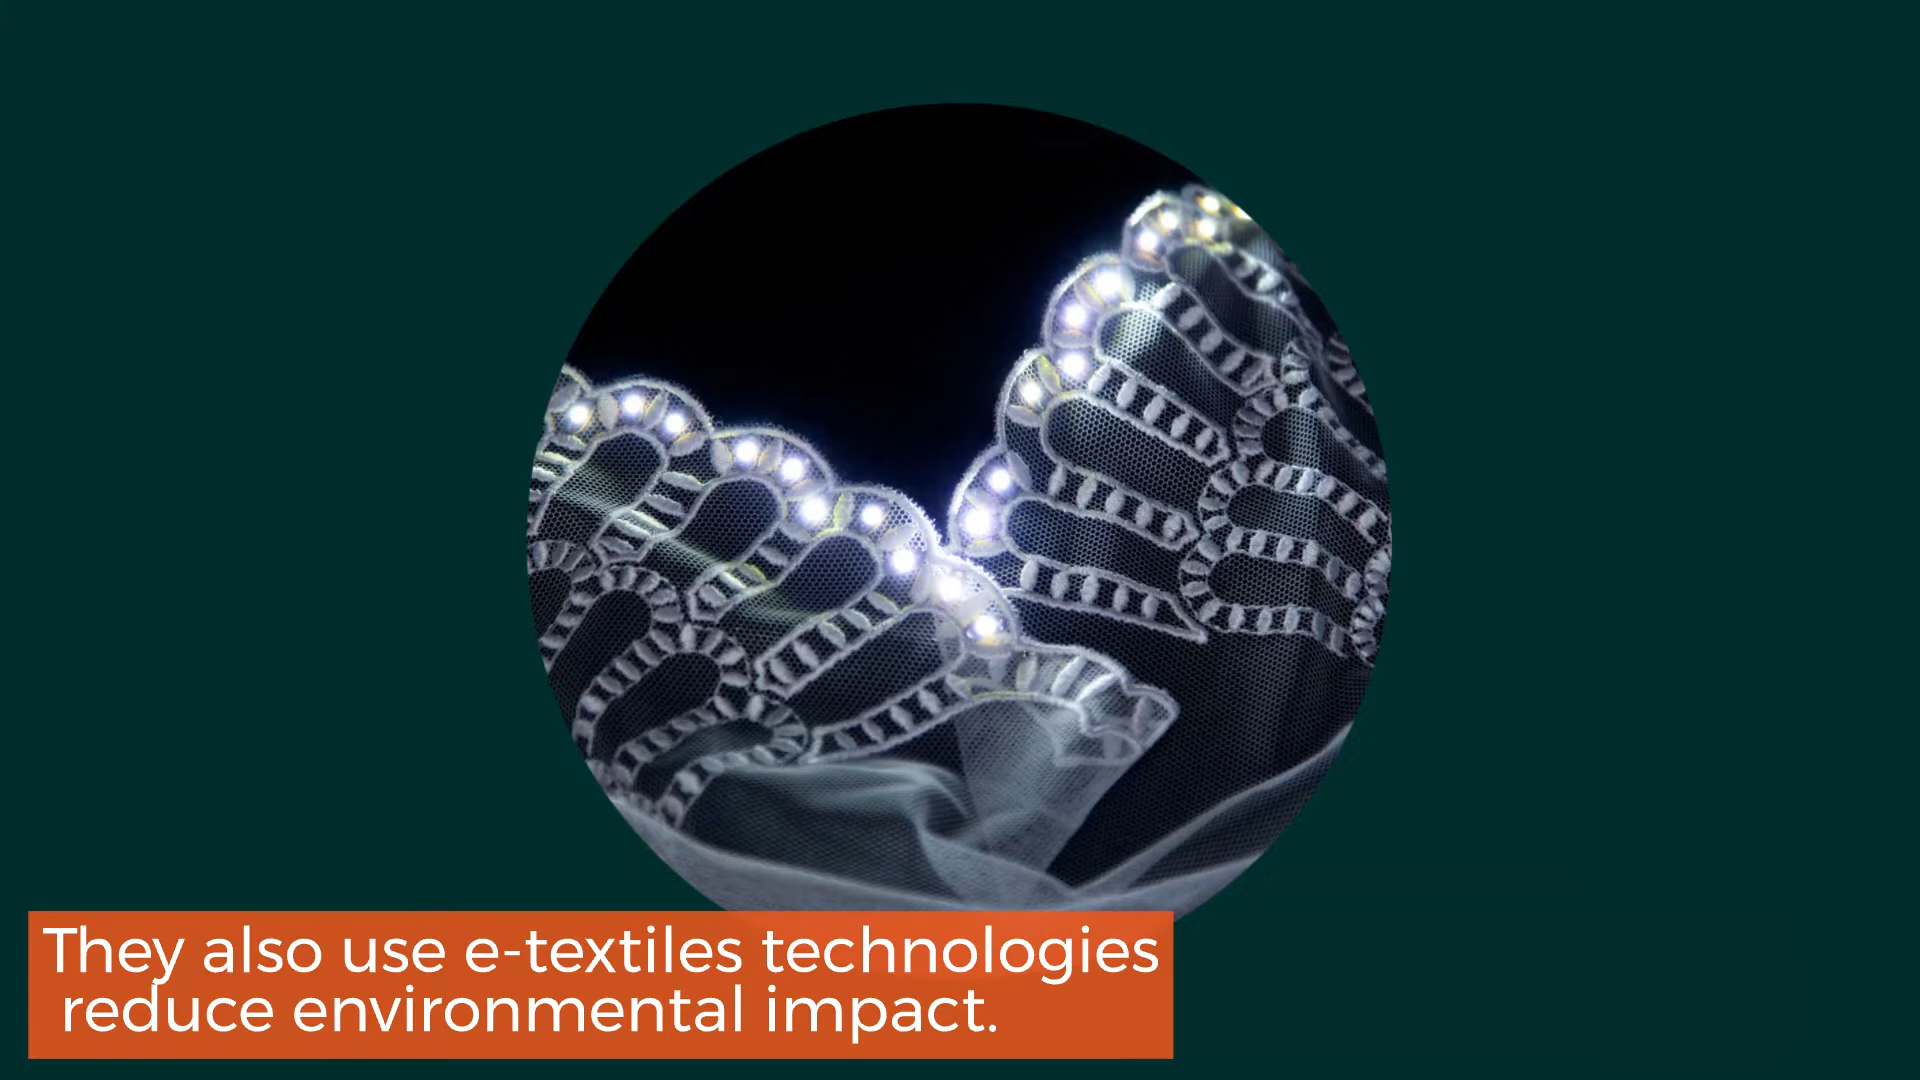 They also use e-textiles technologies
reduce environmental impact.